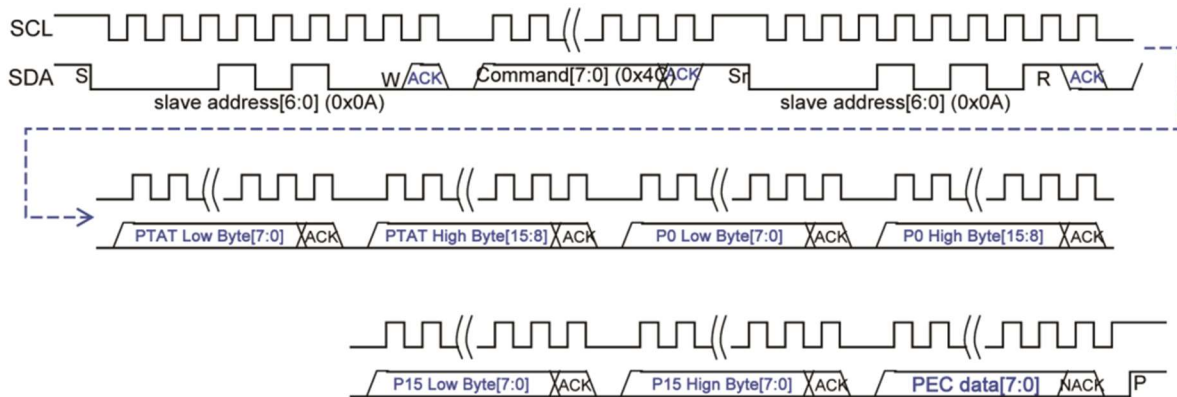 SCL
SDA S W ACK Command[7:0] (0x4C) ACK Sr R ACK
slave address[6:0] (0x0A) slave address[6:0] (0x0A)
PTAT Low Byte[7:0] ACK PTAT High Byte[15:8] ACK P0 Low Byte[7:0] ACK P0 High Byte[15:8] ACK
P15 Low Byte[7:0] ACK P15 Hign Byte[7:0] ACK PEC data[7:0] NACK P